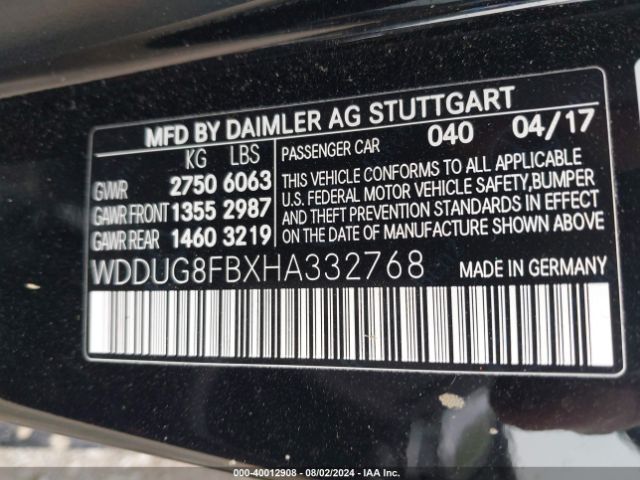 MFD BY DAIMLER AG STUTTGART
KG LBS
GVWR 2750 6063
GAWR FRONT 1355 2987
GAWR REAR 1460 3219
PASSENGER CAR 040 04/17
THIS VEHICLE CONFORMS TO ALL APPLICABLE
U.S. FEDERAL MOTOR VEHICLE SAFETY,BUMPER
AND THEFT PREVENTION STANDARDS IN EFFECT
ON THE DATE OF MANUFACTURE SHOWN ABOVE.
WDDUG8FBXHA332768 MADE IN GERMANY
000-40012908 - 08/02/2024 - IAA Inc.